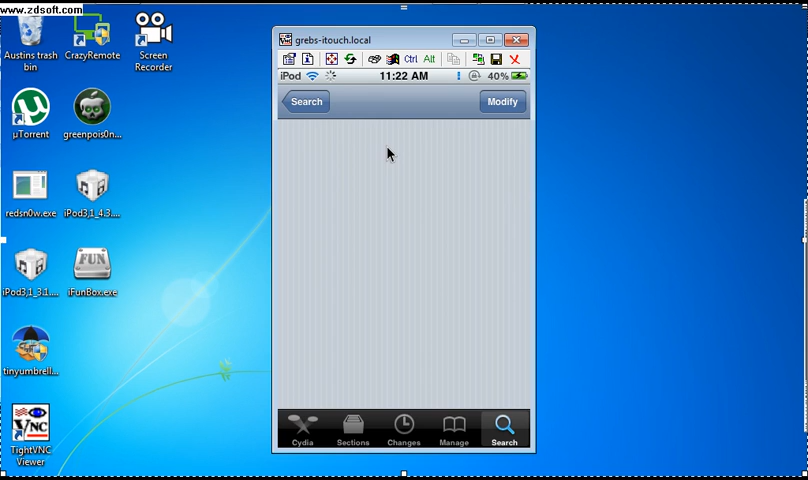 www.zdsoft.com
Austins trash
bin
CrazyRemote
Screen
Recorder
µTorrent
greenpois0n...
redsn0w.exe
iPod3,1_4.3....
iPod3,1_3.1....
FUN
iFunBox.exe
tinyumbrell...
VNC
TightVNC
Viewer
grebs-itouch.local
Ctrl Alt
iPod 11:22 AM 40%
Search Modify
Cydia Sections Changes Manage Search